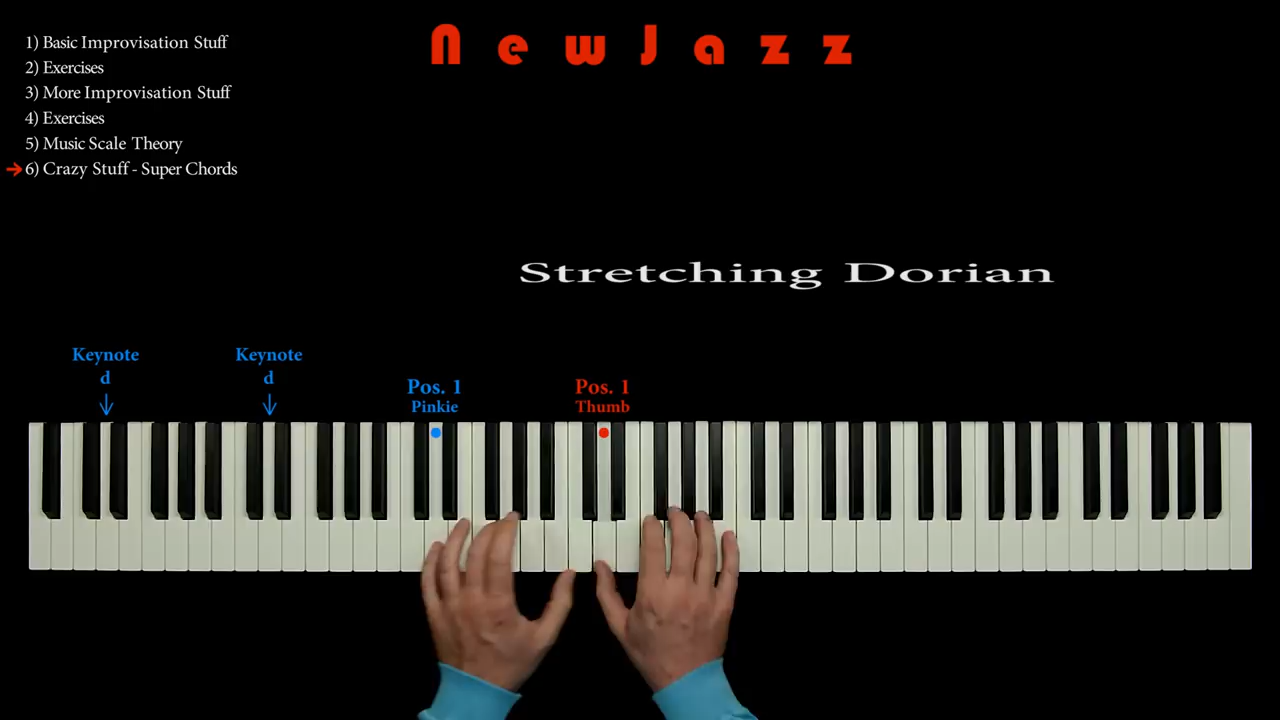 N e w J a z z
1) Basic Improvisation Stuff
2) Exercises
3) More Improvisation Stuff
4) Exercises
5) Music Scale Theory
6) Crazy Stuff - Super Chords
Stretching Dorian
Keynote
d
Keynote
d
Pos. 1
Pinkie
Pos. 1
Thumb